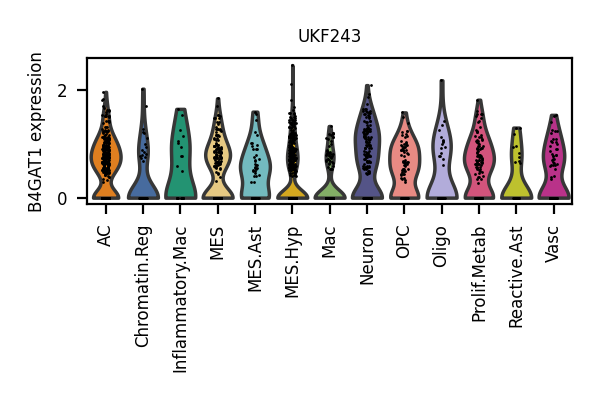 UKF243
B4GAT1 expression
2
0
AC
Chromatin.Reg
Inflammatory.Mac
MES
MES.Ast
MES.Hyp
Mac
Neuron
OPC
Oligo
Prolif.Metab
Reactive.Ast
Vasc